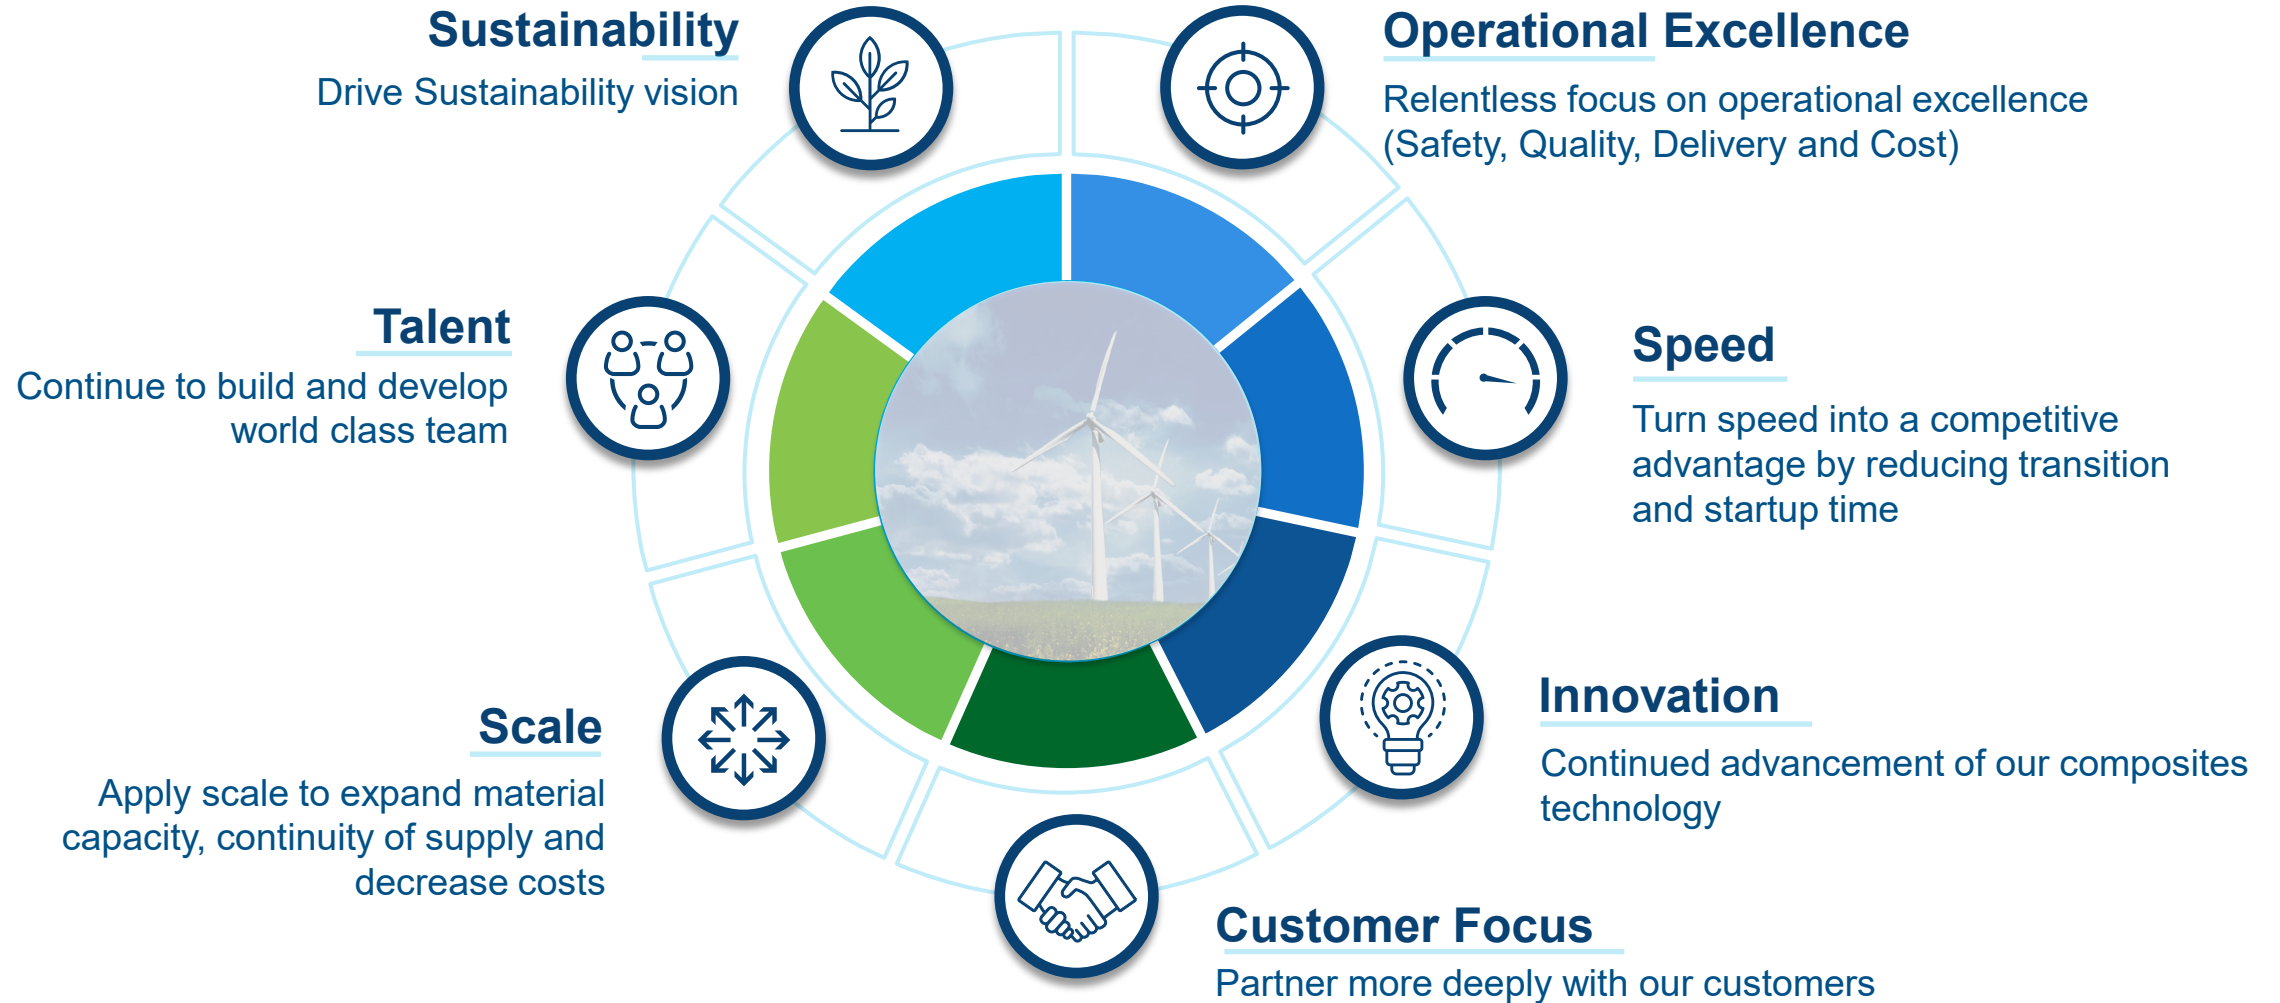 Sustainability
Drive Sustainability vision
Operational Excellence
Relentless focus on operational excellence
(Safety, Quality, Delivery and Cost)
Talent
Continue to build and develop
world class team
Speed
Turn speed into a competitive
advantage by reducing transition
and startup time
Scale
Apply scale to expand material
capacity, continuity of supply and
decrease costs
Innovation
Continued advancement of our composites
technology
Customer Focus
Partner more deeply with our customers